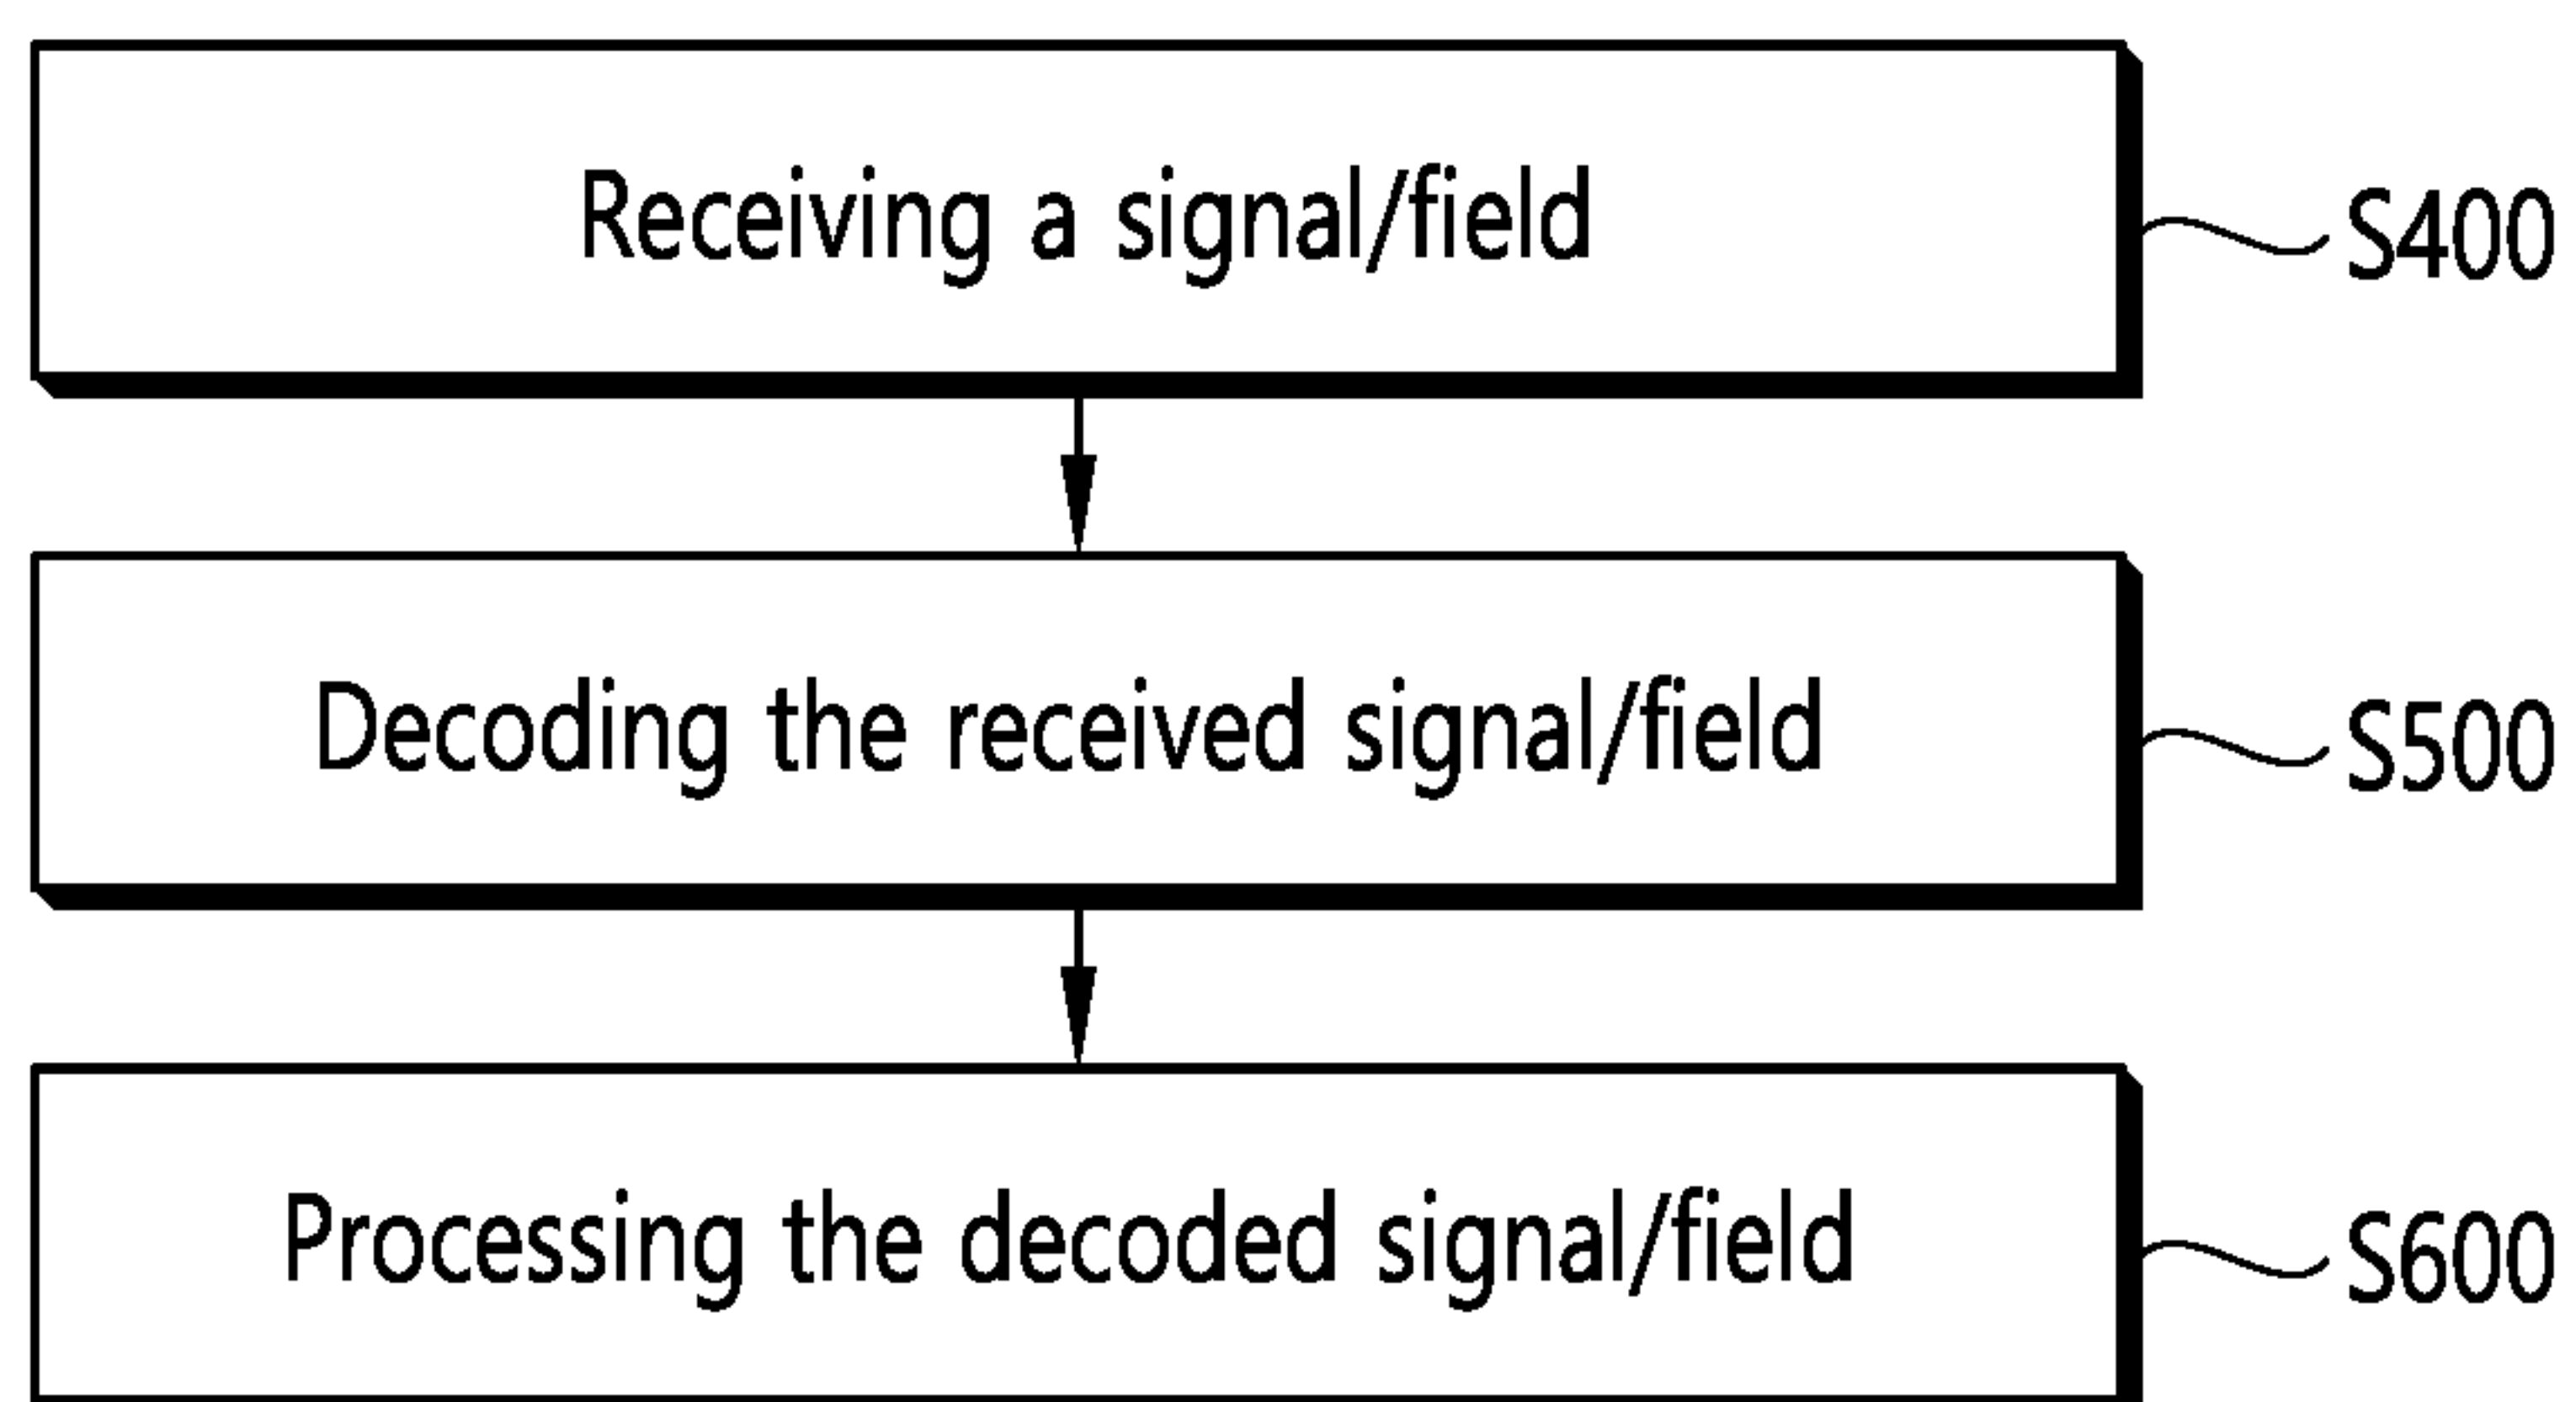 Receiving a signal/field
S400
Decoding the received signal/field
S500
Processing the decoded signal/field
S600